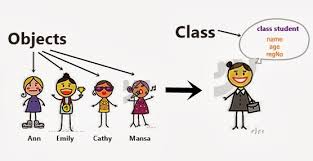 Objects
Class
class student
name
age
regNo
Ann
Emily
Cathy
Mansa